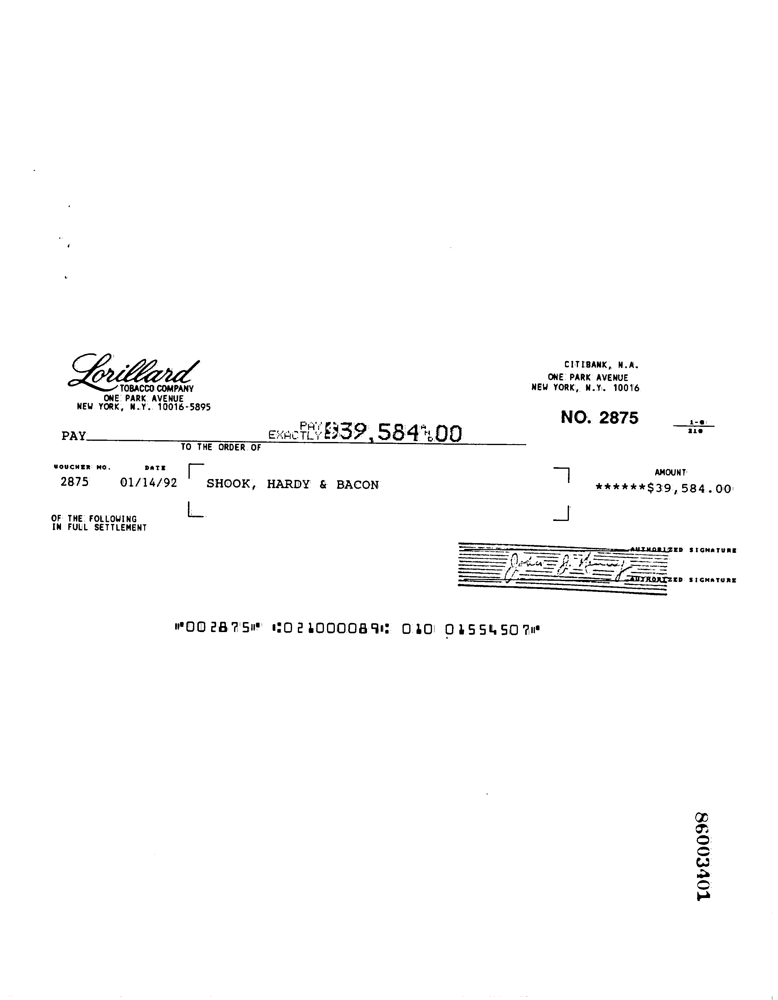 Lorillard
TOBACCO COMPANY
ONE PARK AVENUE
NEW YORK, N.Y. 10016-5895
CITIBANK, N.A.
ONE PARK AVENUE
NEW YORK, N.Y. 10016
NO. 2875
1-8
210
PAY
PAY EXACTLY $39,584 00
TO THE ORDER OF
VOUCHER NO. DATE
2875 01/14/92
SHOOK, HARDY & BACON
AMOUNT
******$39,584.00
OF THE FOLLOWING
IN FULL SETTLEMENT
AUTHORIZED SIGNATURE
John J.
AUTHORIZED SIGNATURE
⑈002875⑈ ⑆021000089⑆ 010 01554507⑈
86003401